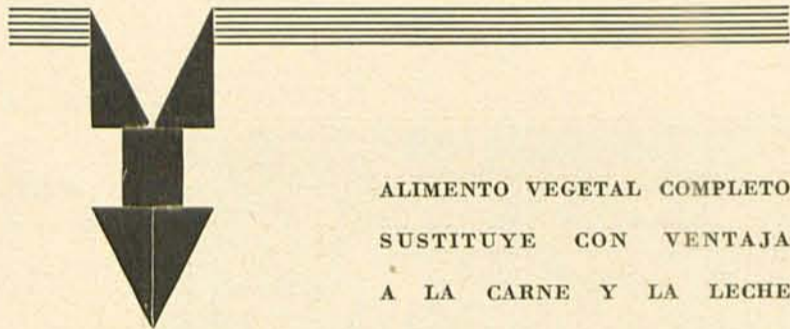 ALIMENTO VEGETAL COMPLETO
SUSTITUYE CON VENTAJA
A LA CARNE Y LA LECHE